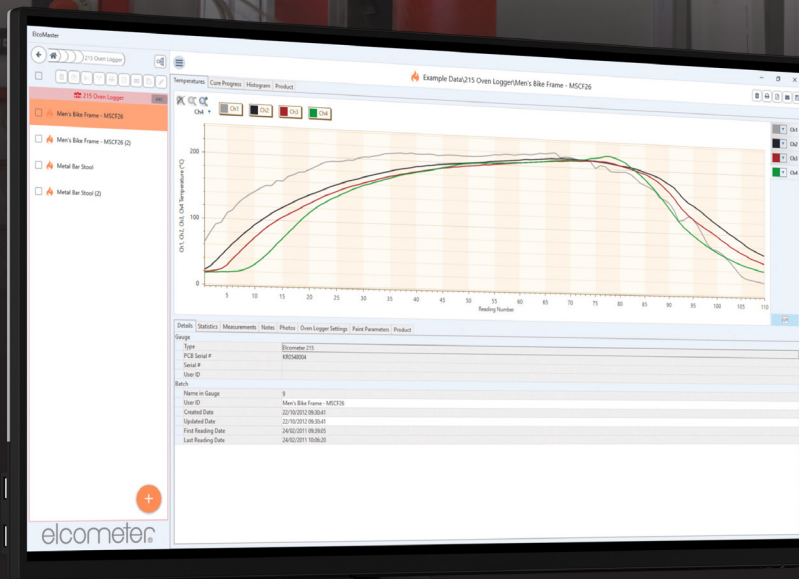 ElcoMaster
215 Oven Logger
Example Data\215 Oven Logger\Men's Bike Frame - MSCF26
215 Oven Logger
Men's Bike Frame - MSCF26
Men's Bike Frame - MSCF26 (2)
Metal Bar Stool
Metal Bar Stool (2)
elcometer
Temperatures Cure Progress Histogram Product
Ch4 Ch1 Ch2 Ch3 Ch4
Ch1
Ch2
Ch3
Ch4
Ch1, Ch2, Ch3, Ch4 Temperature (°C)
200
100
0
5 10 15 20 25 30 35 40 45 50 55 60 65 70 75 80 85 90 95 100 105 110
Reading Number
Details Statistics Measurements Notes Photos Oven Logger Settings Paint Parameters Product
Gauge
Type Elcometer 215
PCB Serial # KR0348004
Serial #
User ID
Batch
Name in Gauge 9
User ID Men's Bike Frame - MSCF26
Created Date 22/10/2012 09:30:41
Updated Date 22/10/2012 09:30:41
First Reading Date 24/02/2011 09:39:05
Last Reading Date 24/02/2011 10:06:20